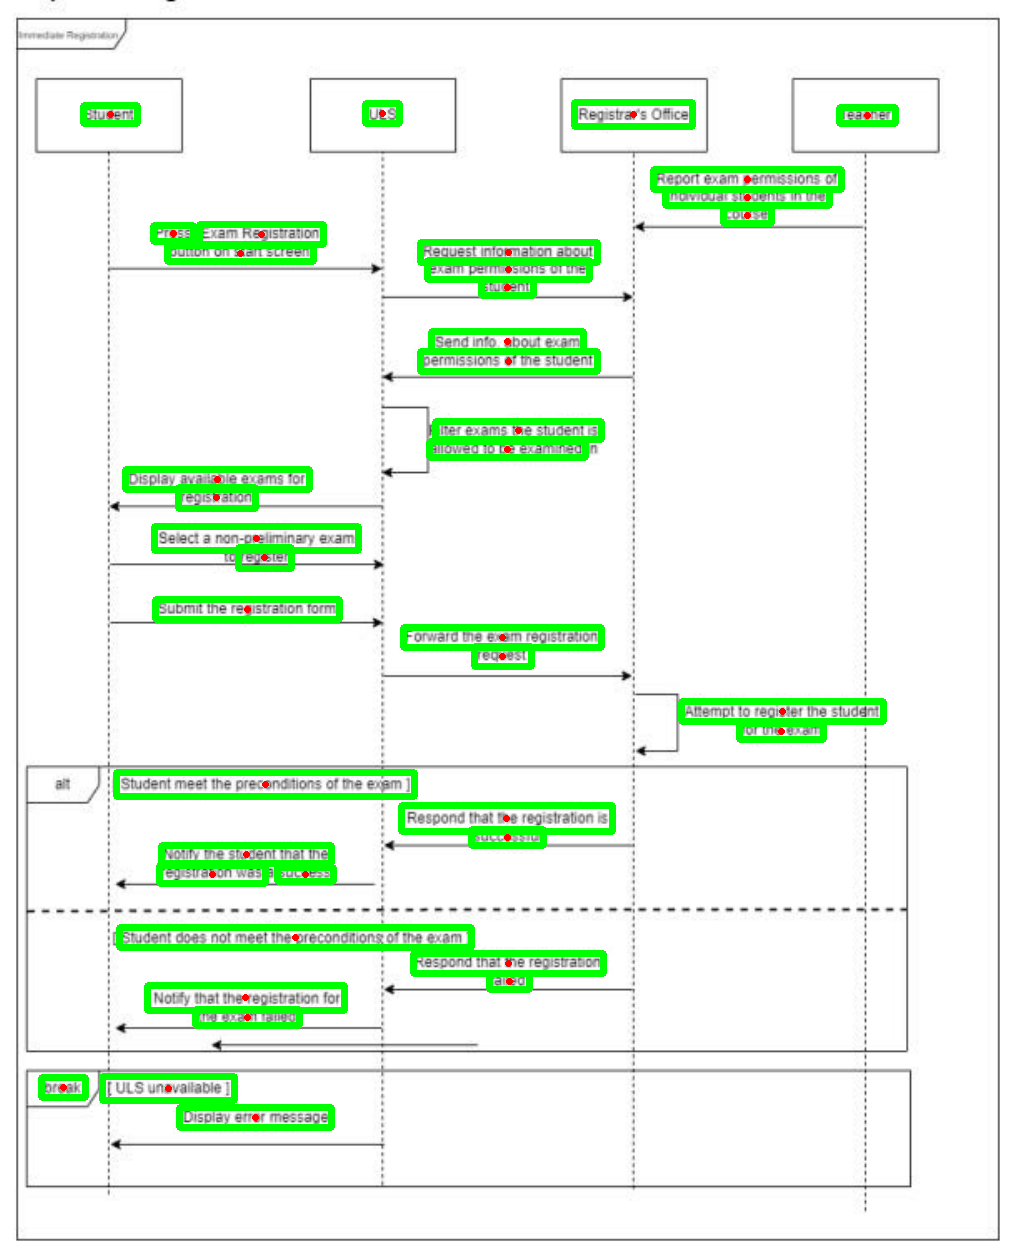 Immediate Registration
Student
ULS
Registrar's Office
Teacher
Report exam permissions of
individual students in the
course
Press Exam Registration
button on start screen
Request information about
exam permissions of the
student
Send info. about exam
permissions of the student
Filter exams the student is
allowed to be examined in
Display available exams for
registration
Select a non-preliminary exam
to register
Submit the registration form
Forward the exam registration
request
Attempt to register the student
for the exam
alt
Student meet the preconditions of the exam ]
Respond that the registration is
successful
Notify the student that the
registration was a success
[ Student does not meet the preconditions of the exam ]
Respond that the registration
failed
Notify that the registration for
the exam failed
break
[ ULS unavailable ]
Display error message